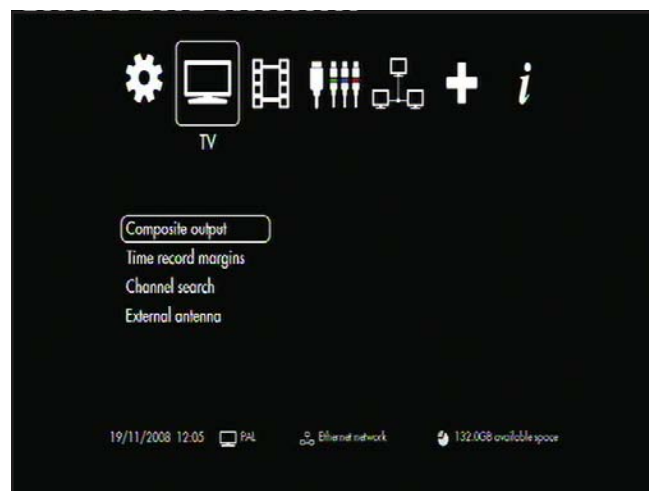 TV
Composite output
Time record margins
Channel search
External antenna
19/11/2008 12:05 PAL Ethernet network 132.0GB available space